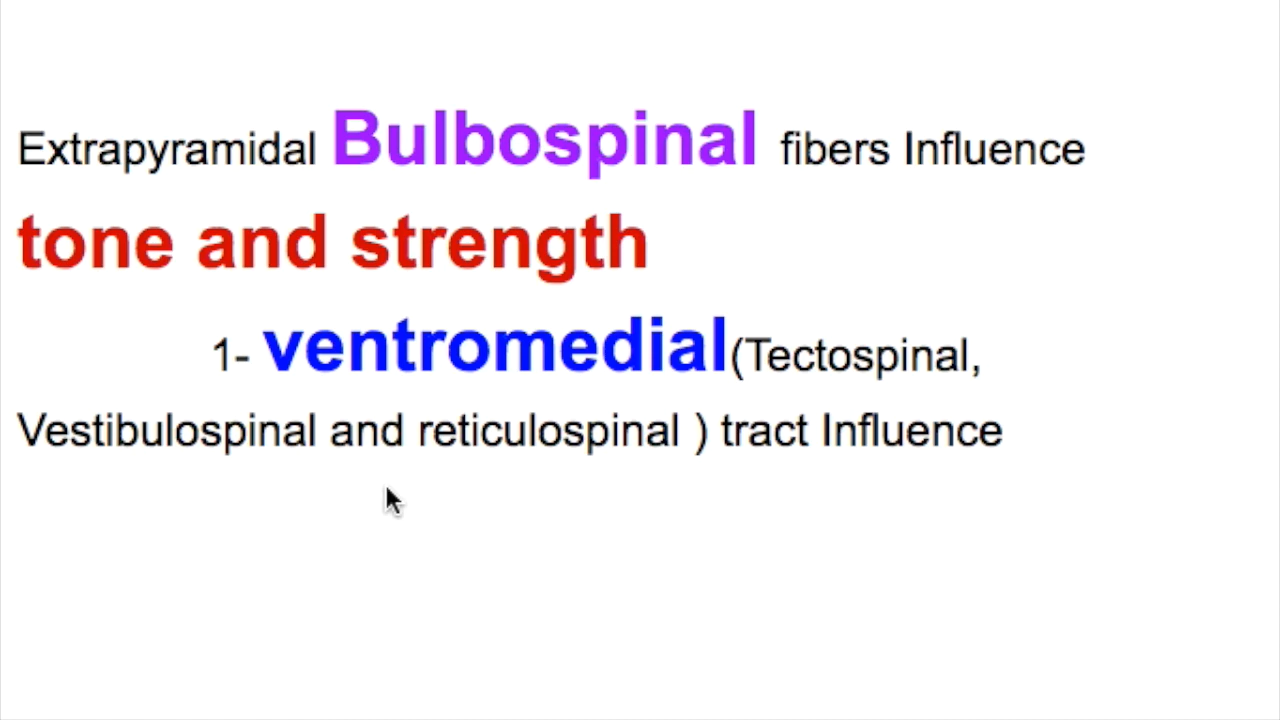 Extrapyramidal Bulbospinal fibers Influence
tone and strength
1- ventromedial(Tectospinal,
Vestibulospinal and reticulospinal ) tract Influence